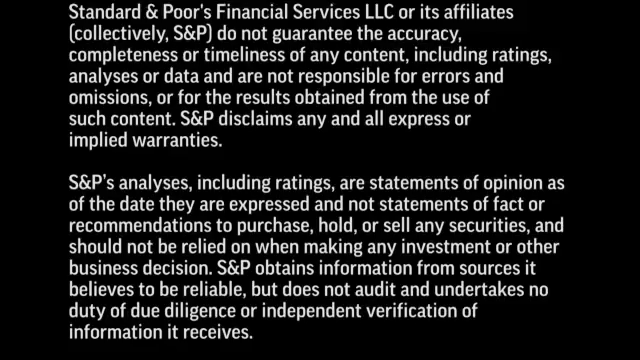 Standard & Poor's Financial Services LLC or its affiliates
(collectively, S&P) do not guarantee the accuracy,
completeness or timeliness of any content, including ratings,
analyses or data and are not responsible for errors and
omissions, or for the results obtained from the use of
such content. S&P disclaims any and all express or
implied warranties.
S&P's analyses, including ratings, are statements of opinion as
of the date they are expressed and not statements of fact or
recommendations to purchase, hold, or sell any securities, and
should not be relied on when making any investment or other
business decision. S&P obtains information from sources it
believes to be reliable, but does not audit and undertakes no
duty of due diligence or independent verification of
information it receives.